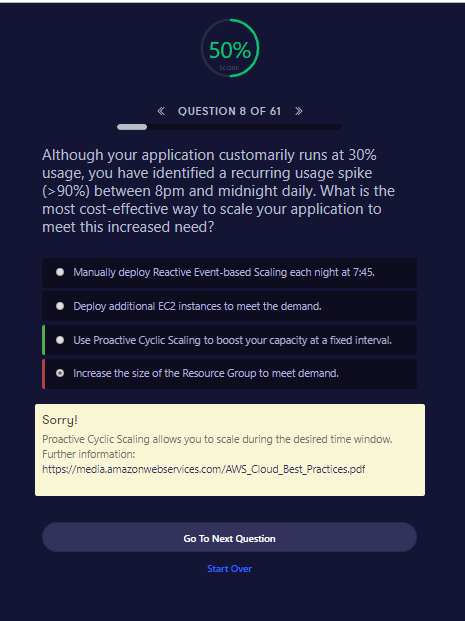 50%
SCORE
« QUESTION 8 OF 61 »
Although your application customarily runs at 30%
usage, you have identified a recurring usage spike
(>90%) between 8pm and midnight daily. What is the
most cost-effective way to scale your application to
meet this increased need?
Manually deploy Reactive Event-based Scaling each night at 7:45.
Deploy additional EC2 instances to meet the demand.
Use Proactive Cyclic Scaling to boost your capacity at a fixed interval.
Increase the size of the Resource Group to meet demand.
Sorry!
Proactive Cyclic Scaling allows you to scale during the desired time window.
Further information:
https://media.amazonwebservices.com/AWS_Cloud_Best_Practices.pdf
Go To Next Question
Start Over